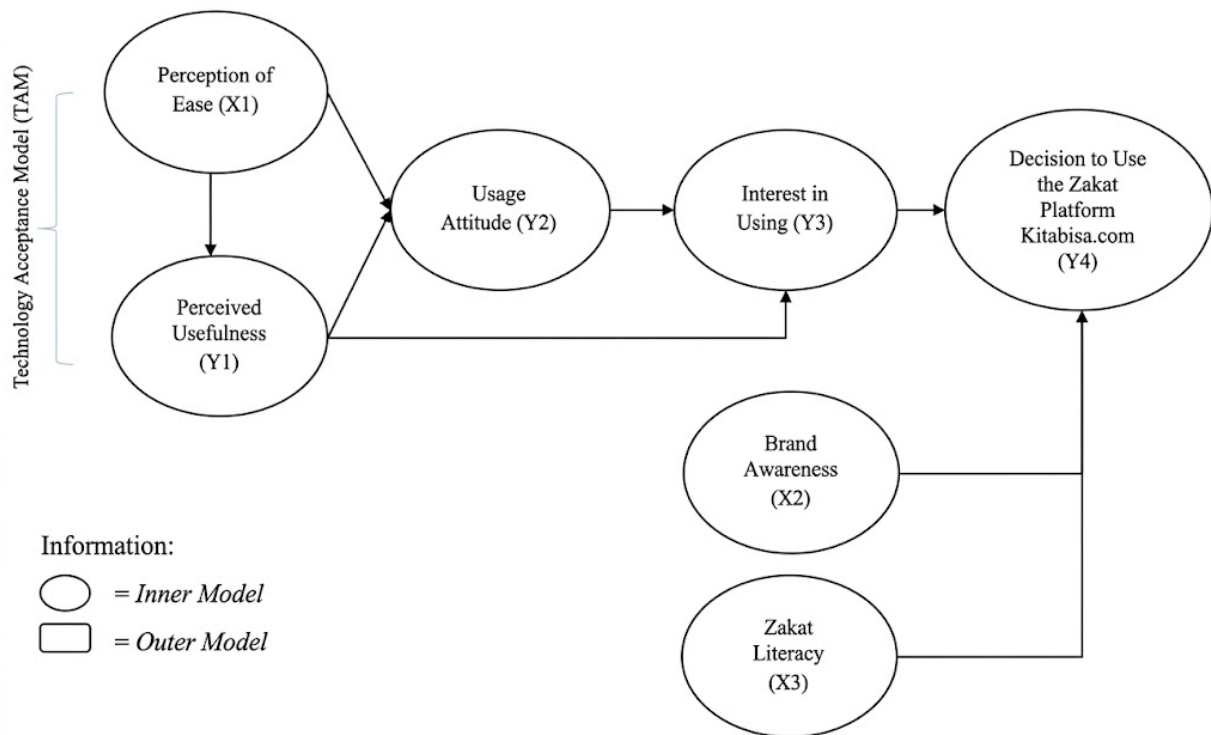 Technology Acceptance Model (TAM)
Perception of
Ease (X1)
Perceived
Usefulness
(Y1)
Usage
Attitude (Y2)
Interest in
Using (Y3)
Decision to Use
the Zakat
Platform
Kitabisa.com
(Y4)
Brand
Awareness
(X2)
Zakat
Literacy
(X3)
Information:
= Inner Model
= Outer Model